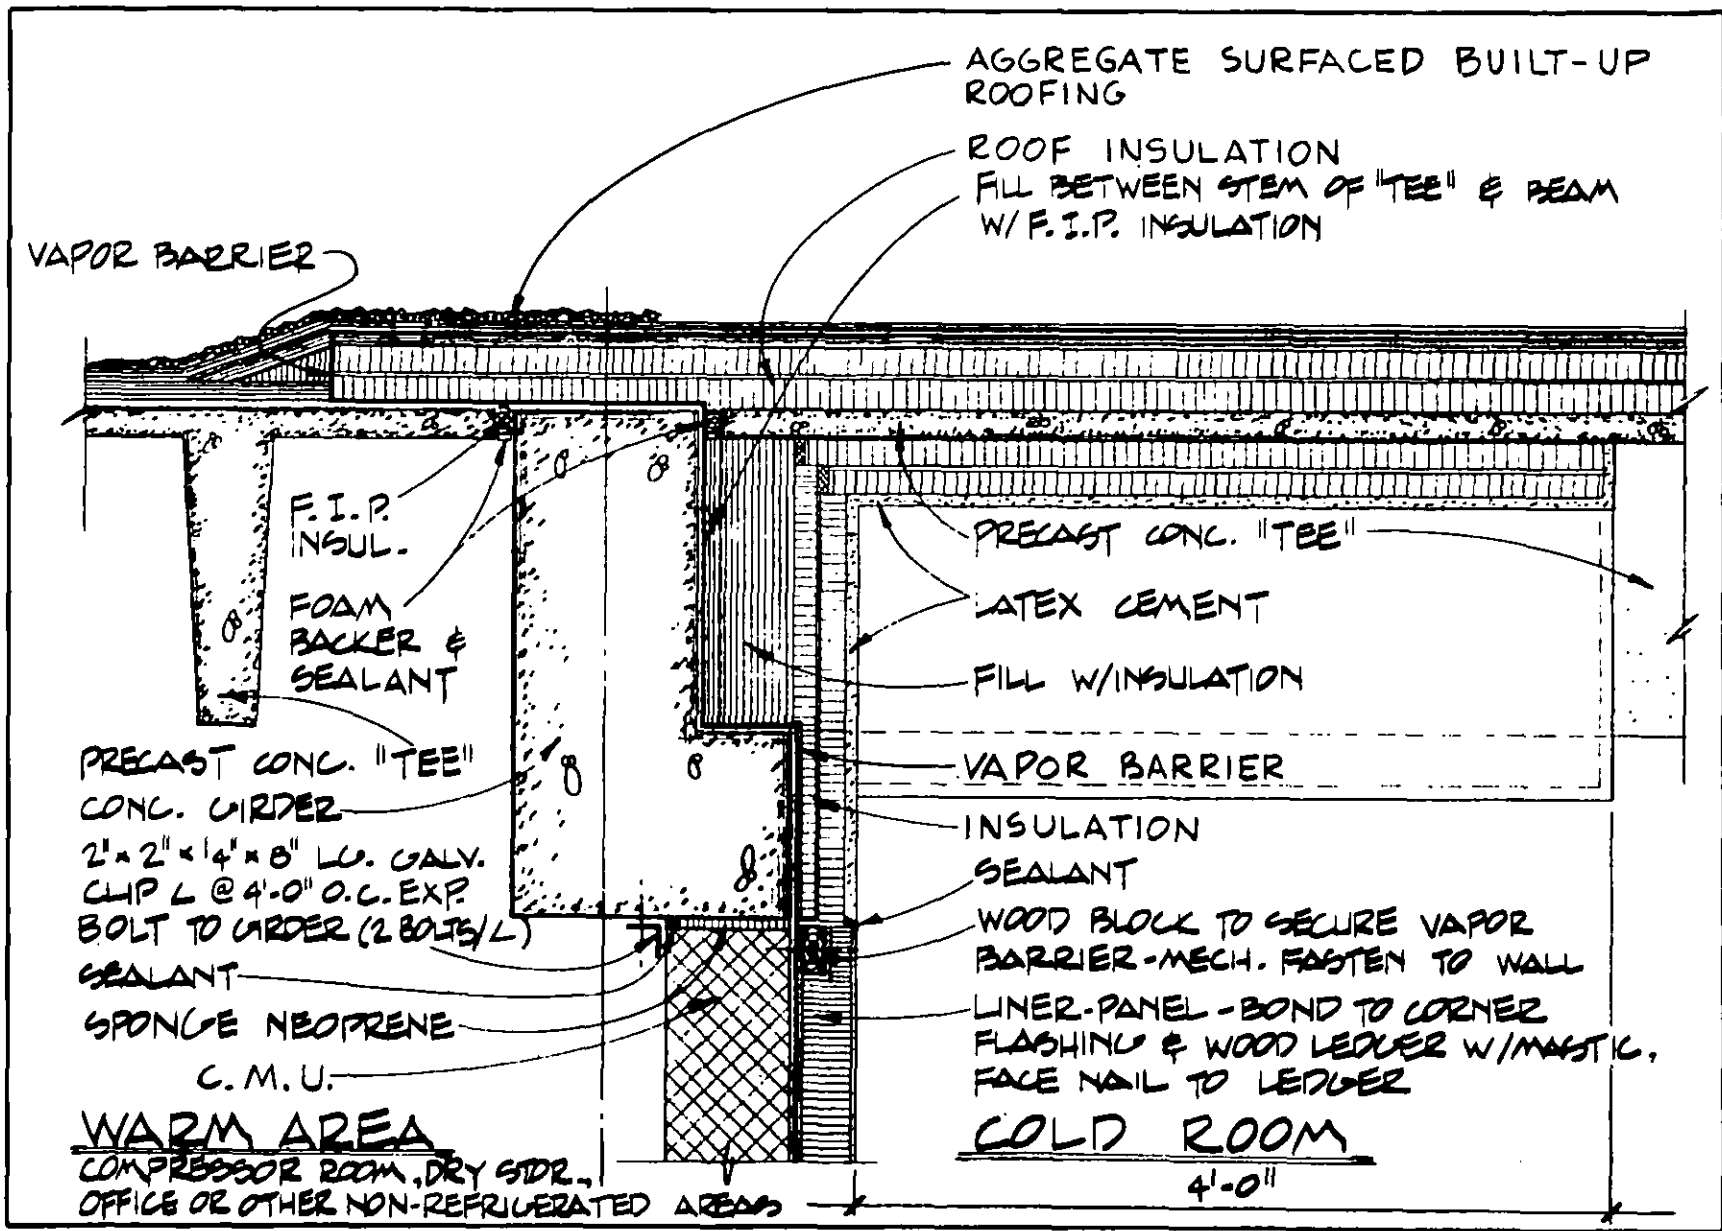 AGGREGATE SURFACED BUILT-UP
ROOFING
ROOF INSULATION
FILL BETWEEN STEM OF "TEE" & BEAM
W/ F.I.P. INSULATION
VAPOR BARRIER
F.I.P.
INSUL.
FOAM
BACKER &
SEALANT
PRECAST CONC. "TEE"
CONC. GIRDER
2" x 2" x 1/4" x 8" LG. GALV.
CLIP L @ 4'-0" O.C. EXP.
BOLT TO GIRDER (2 BOLTS/L)
SEALANT
SPONGE NEOPRENE
C.M.U.
WARM AREA
COMPRESSOR ROOM, DRY STOR.,
OFFICE OR OTHER NON-REFRIGERATED AREAS
PRECAST CONC. "TEE"
LATEX CEMENT
FILL W/INSULATION
VAPOR BARRIER
INSULATION
SEALANT
WOOD BLOCK TO SECURE VAPOR
BARRIER-MECH. FASTEN TO WALL
LINER-PANEL-BOND TO CORNER
FLASHING & WOOD LEDGER W/MASTIC.
FACE NAIL TO LEDGER
COLD ROOM
4'-0"